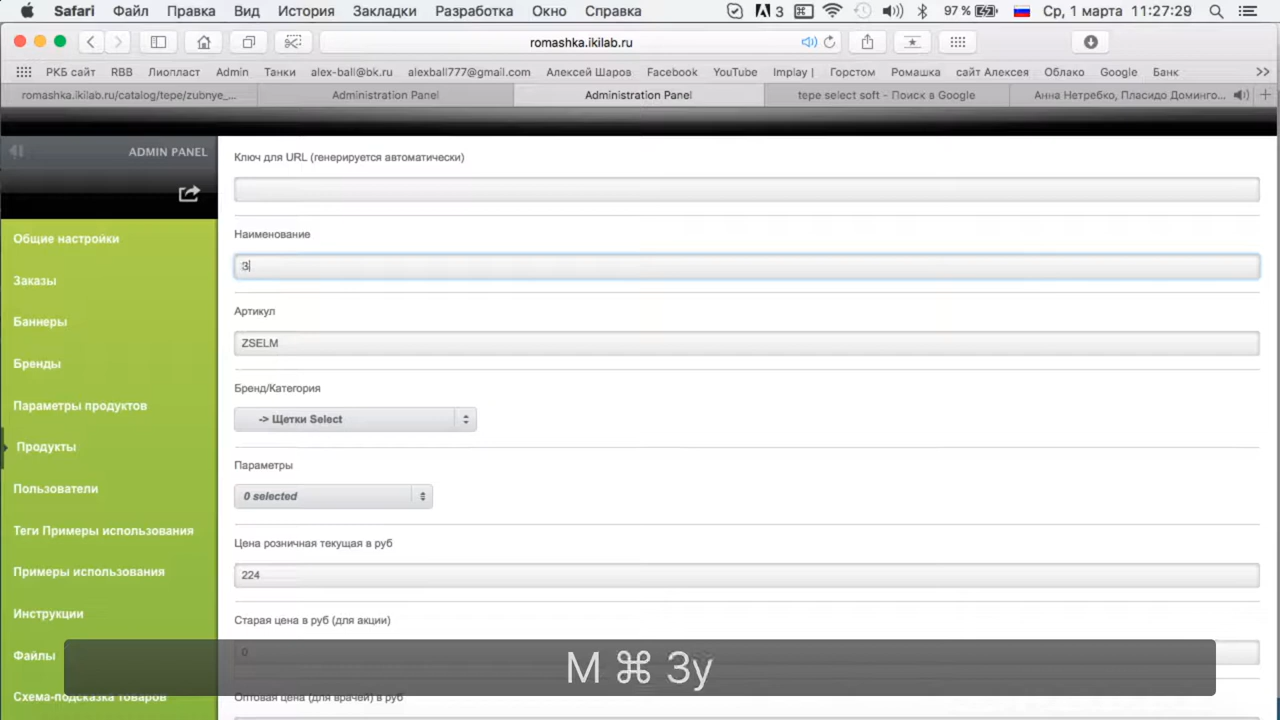 Safari Файл Правка Вид История Закладки Разработка Окно Справка 3 97 % Ср, 1 марта 11:27:29
romashka.ikilab.ru
РКБ сайт RBB Лиопласт Admin Танки alex-ball@bk.ru alexball777@gmail.com Алексей Шаров Facebook YouTube Implay | Горстом Ромашка сайт Алексея Облако Google Банк >>
romashka.ikilab.ru/catalog/tepe/zubnye_... Administration Panel Administration Panel tepe select soft - Поиск в Google Анна Нетребко, Пласидо Доминго... +
ADMIN PANEL
Ключ для URL (генерируется автоматически)
Общие настройки
Наименование
З
Заказы
Артикул
Баннеры
ZSELM
Бренды
Бренд/Категория
Параметры продуктов
-> Щетки Select
Продукты
Параметры
Пользователи
0 selected
Теги Примеры использования
Цена розничная текущая в руб
Примеры использования
224
Инструкции
Старая цена в руб (для акции)
Файлы
0
М ⌘ Зу
Схема-подсказка товаров
Оптовая цена (для врачей) в руб